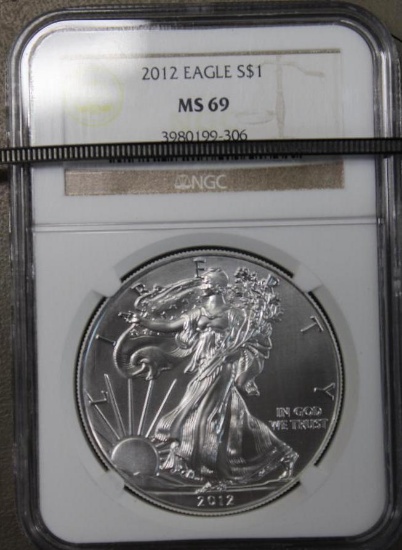 2012 EAGLE S$1
MS 69
3980199-306
NGC
LIBERTY
IN GOD
WE TRUST
2012